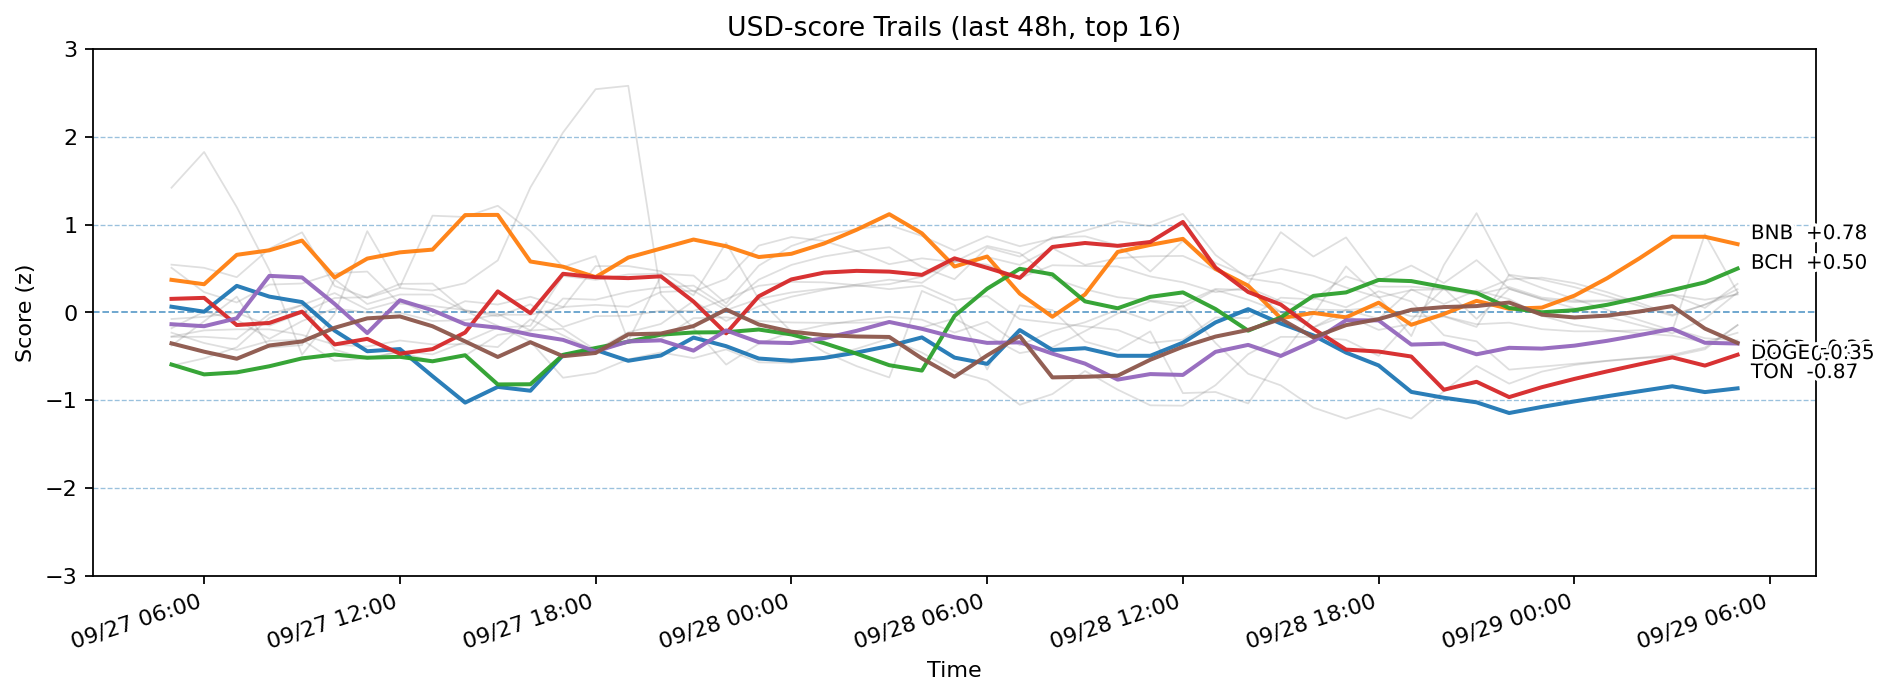 USD-score Trails (last 48h, top 16)
Score (z)
3
2
1
0
−1
−2
−3
BNB +0.78
BCH +0.50
DOGE -0.35
TON -0.87
09/27 06:00
09/27 12:00
09/27 18:00
09/28 00:00
09/28 06:00
09/28 12:00
09/28 18:00
09/29 00:00
09/29 06:00
Time